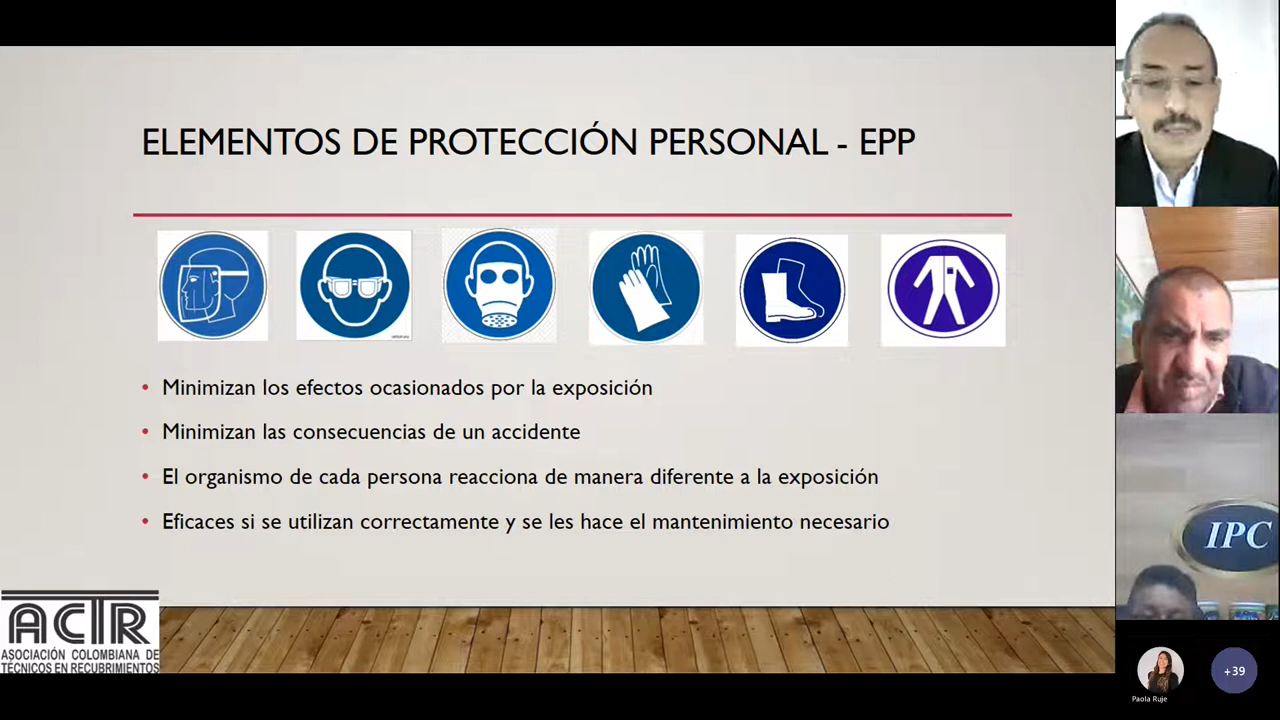 ELEMENTOS DE PROTECCIÓN PERSONAL - EPP
• Minimizan los efectos ocasionados por la exposición
• Minimizan las consecuencias de un accidente
• El organismo de cada persona reacciona de manera diferente a la exposición
• Eficaces si se utilizan correctamente y se les hace el mantenimiento necesario
ACTR
ASOCIACIÓN COLOMBIANA DE
TÉCNICOS EN RECUBRIMIENTOS
IPC
Paola Ruje
+39